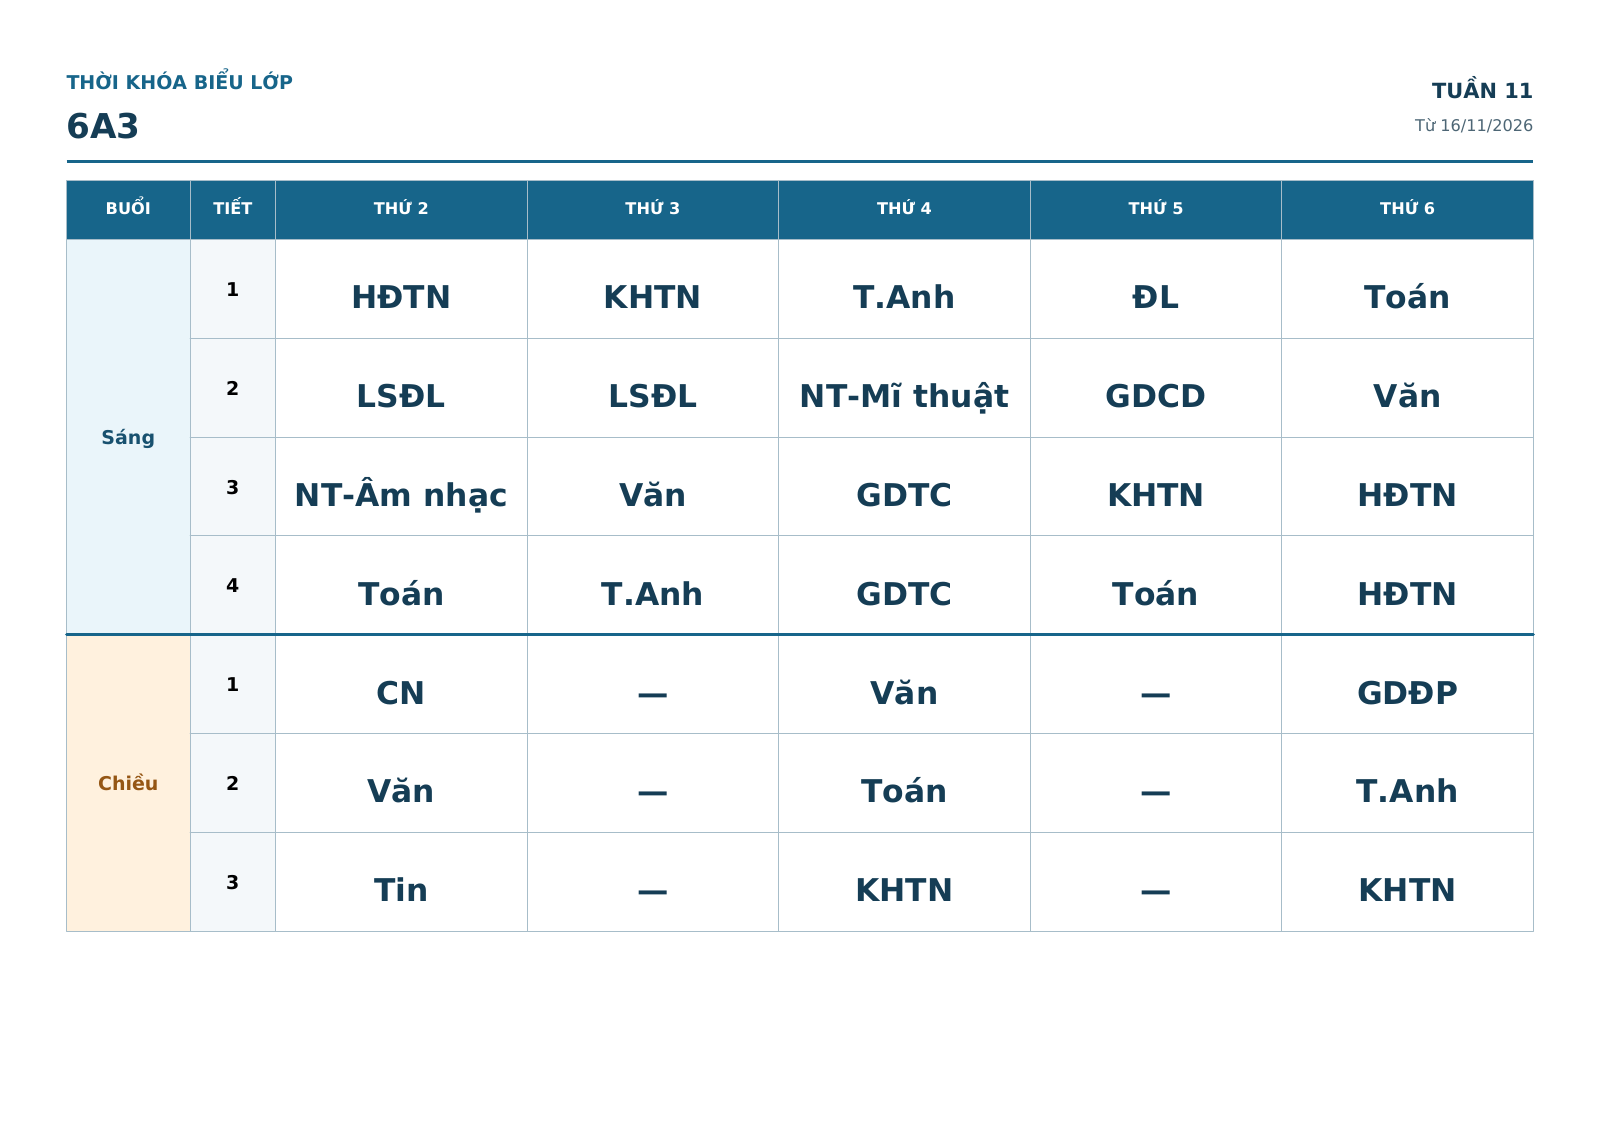 THỜI KHÓA BIỂU LỚP
6A3
TUẦN 11
Từ 16/11/2026
BUỔI TIẾT THỨ 2 THỨ 3 THỨ 4 THỨ 5 THỨ 6
Sáng
1 HĐTN KHTN T.Anh ĐL Toán
2 LSĐL LSĐL NT-Mĩ thuật GDCD Văn
3 NT-Âm nhạc Văn GDTC KHTN HĐTN
4 Toán T.Anh GDTC Toán HĐTN
Chiều
1 CN — Văn — GDĐP
2 Văn — Toán — T.Anh
3 Tin — KHTN — KHTN